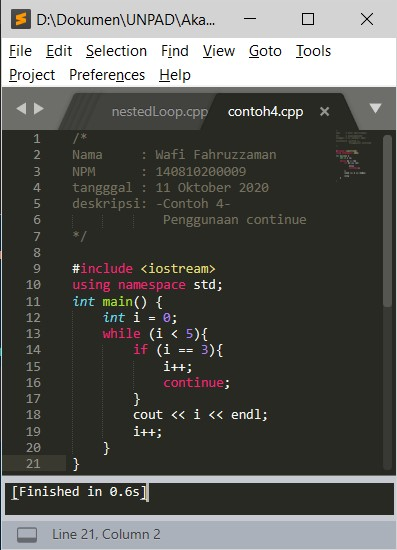 D:\Dokumen\UNPAD\Aka...
File Edit Selection Find View Goto Tools
Project Preferences Help
nestedLoop.cpp contoh4.cpp ×
1 /*
2 Nama     : Wafi Fahruzzaman
3 NPM      : 140810200009
4 tangggal : 11 Oktober 2020
5 deskripsi: -Contoh 4-
6             Penggunaan continue
7 */
8
9 #include <iostream>
10 using namespace std;
11 int main() {
12     int i = 0;
13     while (i < 5){
14         if (i == 3){
15             i++;
16             continue;
17         }
18         cout << i << endl;
19         i++;
20     }
21 }
[Finished in 0.6s]
Line 21, Column 2